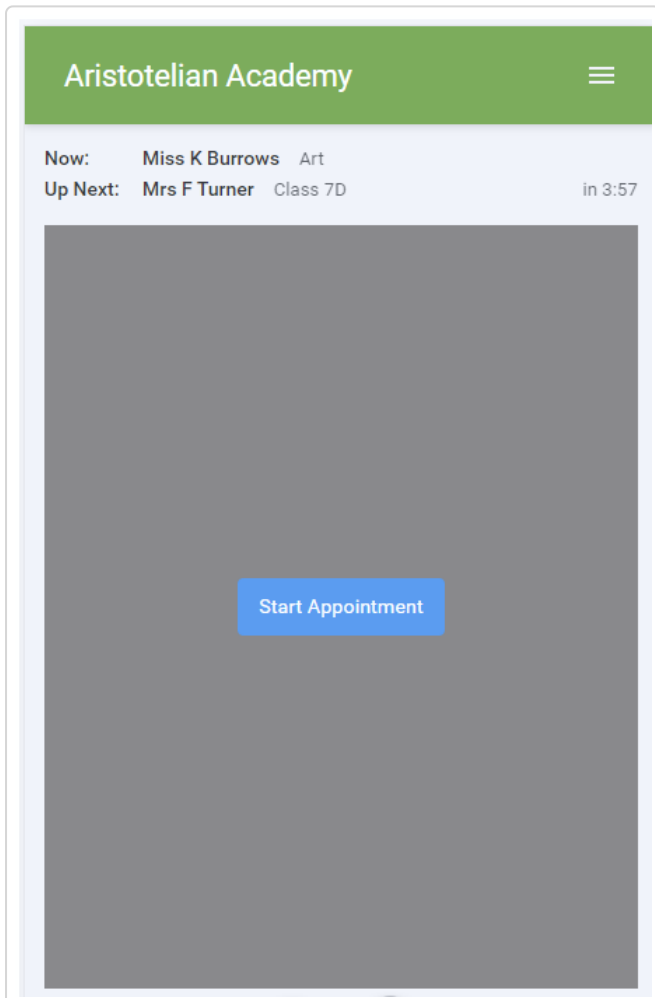 Aristotelian Academy
Now: Miss K Burrows Art
Up Next: Mrs F Turner Class 7D in 3:57
Start Appointment